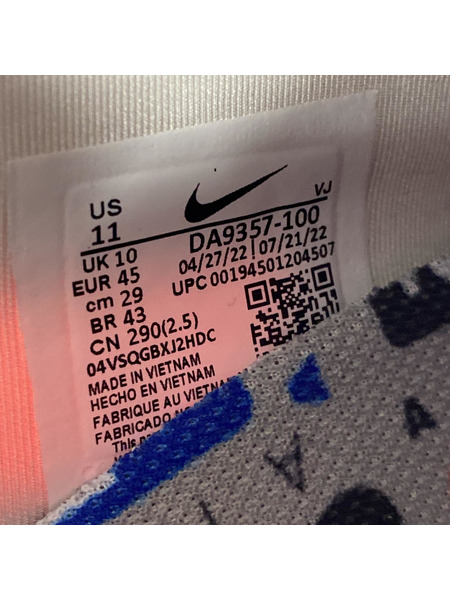 US
11
VJ
DA9357-100
UK 10
04/27/22 | 07/21/22
EUR 45
UPC 00194501204507
cm 29
BR 43
CN 290(2.5)
04VSQGBXJ2HDC
MADE IN VIETNAM
HECHO EN VIETNAM
FABRIQUE AU VIETNAM
FABRICADO NO
This